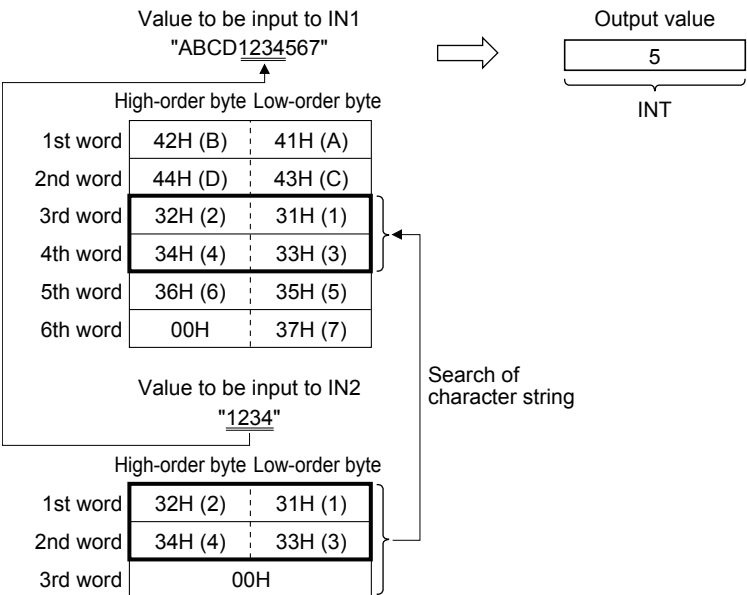 Value to be input to IN1
"ABCD1234567"
Output value
5
INT
High-order byte Low-order byte
1st word 42H (B) 41H (A)
2nd word 44H (D) 43H (C)
3rd word 32H (2) 31H (1)
4th word 34H (4) 33H (3)
5th word 36H (6) 35H (5)
6th word 00H 37H (7)
Search of
character string
Value to be input to IN2
"1234"
High-order byte Low-order byte
1st word 32H (2) 31H (1)
2nd word 34H (4) 33H (3)
3rd word 00H